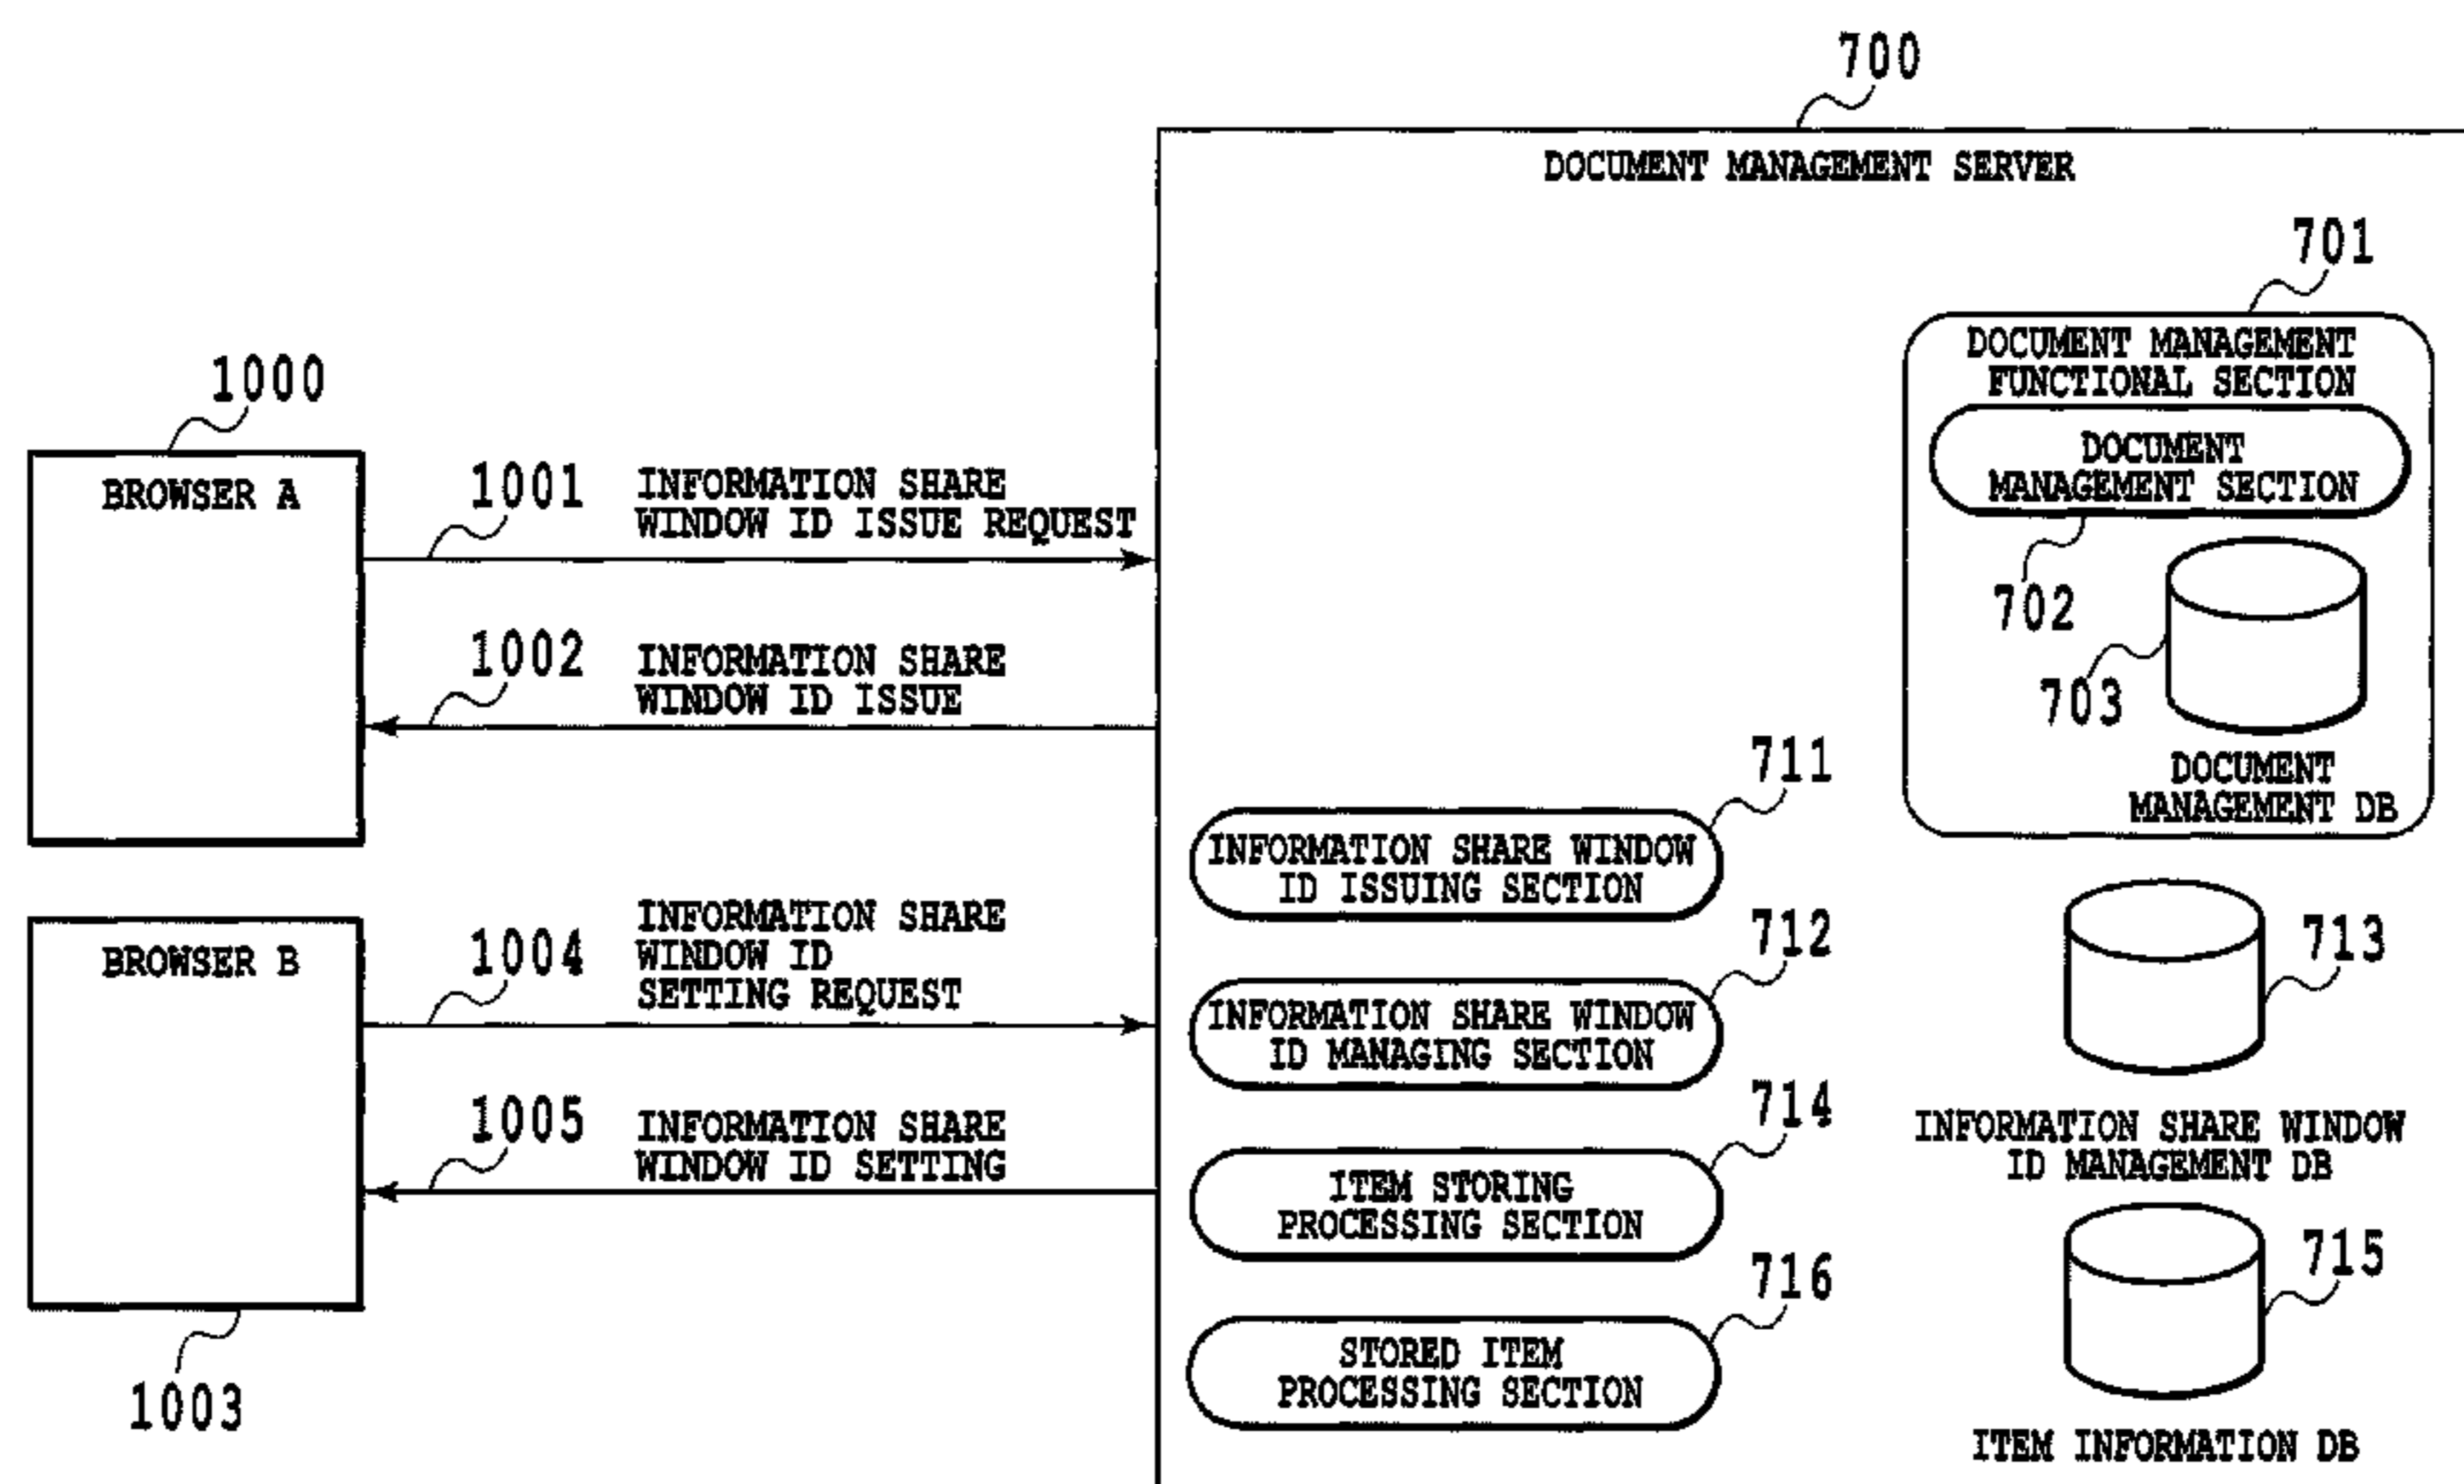 700
DOCUMENT MANAGEMENT SERVER
701
DOCUMENT MANAGEMENT
FUNCTIONAL SECTION
DOCUMENT
MANAGEMENT SECTION
702
703
DOCUMENT
MANAGEMENT DB
1000
BROWSER A
1001
INFORMATION SHARE
WINDOW ID ISSUE REQUEST
1002
INFORMATION SHARE
WINDOW ID ISSUE
BROWSER B
1003
1004
INFORMATION SHARE
WINDOW ID
SETTING REQUEST
1005
INFORMATION SHARE
WINDOW ID SETTING
711
INFORMATION SHARE WINDOW
ID ISSUING SECTION
712
INFORMATION SHARE WINDOW
ID MANAGING SECTION
714
ITEM STORING
PROCESSING SECTION
716
STORED ITEM
PROCESSING SECTION
713
INFORMATION SHARE WINDOW
ID MANAGEMENT DB
715
ITEM INFORMATION DB